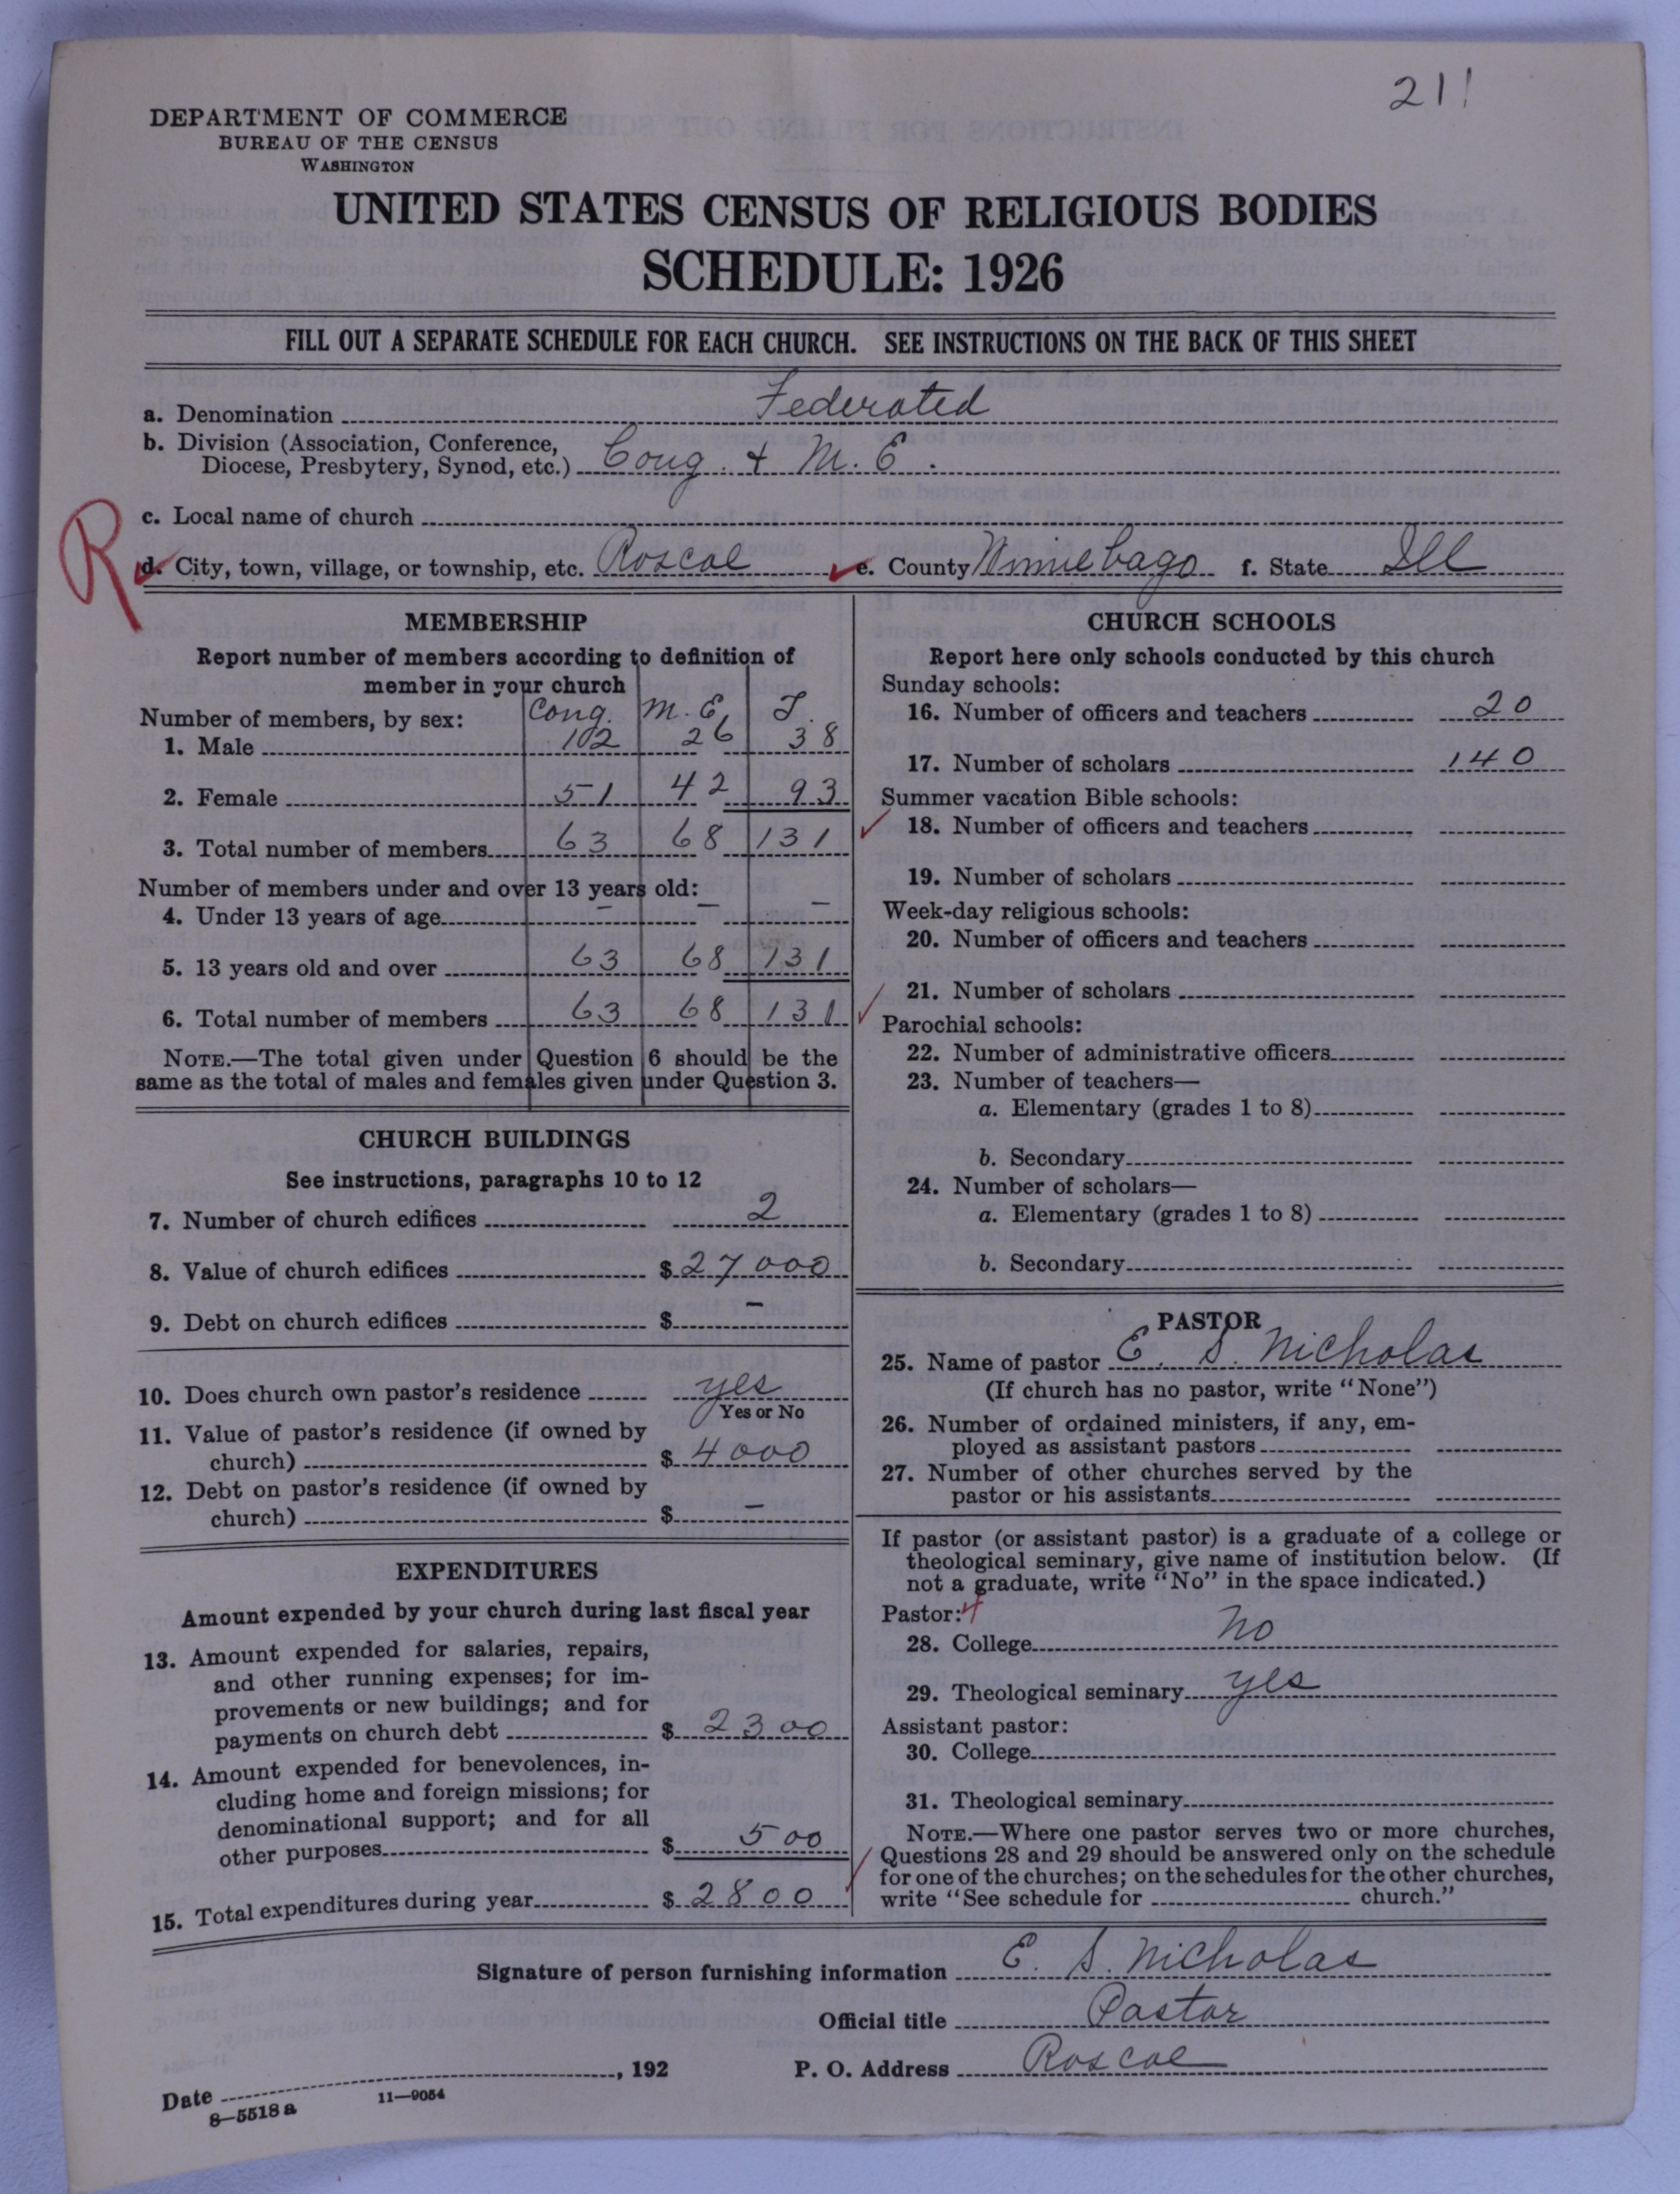 211
DEPARTMENT OF COMMERCE
BUREAU OF THE CENSUS
WASHINGTON
UNITED STATES CENSUS OF RELIGIOUS BODIES
SCHEDULE: 1926
FILL OUT A SEPARATE SCHEDULE FOR EACH CHURCH. SEE INSTRUCTIONS ON THE BACK OF THIS SHEET
a. Denomination Federated
b. Division (Association, Conference,
Diocese, Presbytery, Synod, etc.) Cong. + M. E.
R
c. Local name of church
d. City, town, village, or township, etc. Roscoe e. County Winnebago f. State Ill
MEMBERSHIP
Report number of members according to definition of
member in your church
Number of members, by sex: Cong. M. E. T.
1. Male 12 26 38
2. Female 51 42 93
3. Total number of members 63 68 131
Number of members under and over 13 years old:
4. Under 13 years of age – – –
5. 13 years old and over 63 68 131
6. Total number of members 63 68 131
NOTE.—The total given under Question 6 should be the
same as the total of males and females given under Question 3.
CHURCH BUILDINGS
See instructions, paragraphs 10 to 12
7. Number of church edifices 2
8. Value of church edifices $ 27000
9. Debt on church edifices $ –
10. Does church own pastor's residence yes
Yes or No
11. Value of pastor's residence (if owned by
church) $ 4000
12. Debt on pastor's residence (if owned by
church) $ –
EXPENDITURES
Amount expended by your church during last fiscal year
13. Amount expended for salaries, repairs,
and other running expenses; for im-
provements or new buildings; and for
payments on church debt $ 2300
14. Amount expended for benevolences, in-
cluding home and foreign missions; for
denominational support; and for all
other purposes $ 500
15. Total expenditures during year $ 2800
CHURCH SCHOOLS
Report here only schools conducted by this church
Sunday schools:
16. Number of officers and teachers 20
17. Number of scholars 140
Summer vacation Bible schools:
18. Number of officers and teachers
19. Number of scholars
Week-day religious schools:
20. Number of officers and teachers
21. Number of scholars
Parochial schools:
22. Number of administrative officers
23. Number of teachers—
a. Elementary (grades 1 to 8)
b. Secondary
24. Number of scholars—
a. Elementary (grades 1 to 8)
b. Secondary
PASTOR
25. Name of pastor E. S. Nicholas
(If church has no pastor, write "None")
26. Number of ordained ministers, if any, em-
ployed as assistant pastors
27. Number of other churches served by the
pastor or his assistants
If pastor (or assistant pastor) is a graduate of a college or
theological seminary, give name of institution below. (If
not a graduate, write "No" in the space indicated.)
Pastor: 4
28. College No
29. Theological seminary yes
Assistant pastor:
30. College
31. Theological seminary
NOTE.—Where one pastor serves two or more churches,
Questions 28 and 29 should be answered only on the schedule
for one of the churches; on the schedules for the other churches,
write "See schedule for church."
Signature of person furnishing information E. S. Nicholas
Official title Pastor
Date , 192 P. O. Address Roscoe
8—5518 a 11—9054